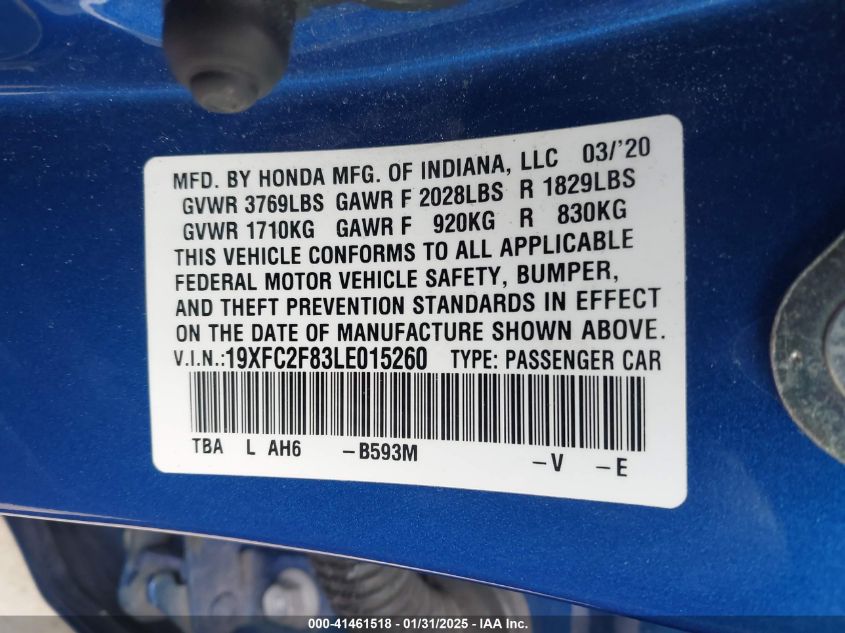 MFD. BY HONDA MFG. OF INDIANA, LLC 03/'20
GVWR 3769LBS GAWR F 2028LBS R 1829LBS
GVWR 1710KG GAWR F 920KG R 830KG
THIS VEHICLE CONFORMS TO ALL APPLICABLE
FEDERAL MOTOR VEHICLE SAFETY, BUMPER,
AND THEFT PREVENTION STANDARDS IN EFFECT
ON THE DATE OF MANUFACTURE SHOWN ABOVE.
V.I.N.:19XFC2F83LE015260 TYPE: PASSENGER CAR
TBA L AH6 -B593M -V -E
000-41461518 - 01/31/2025 - IAA Inc.